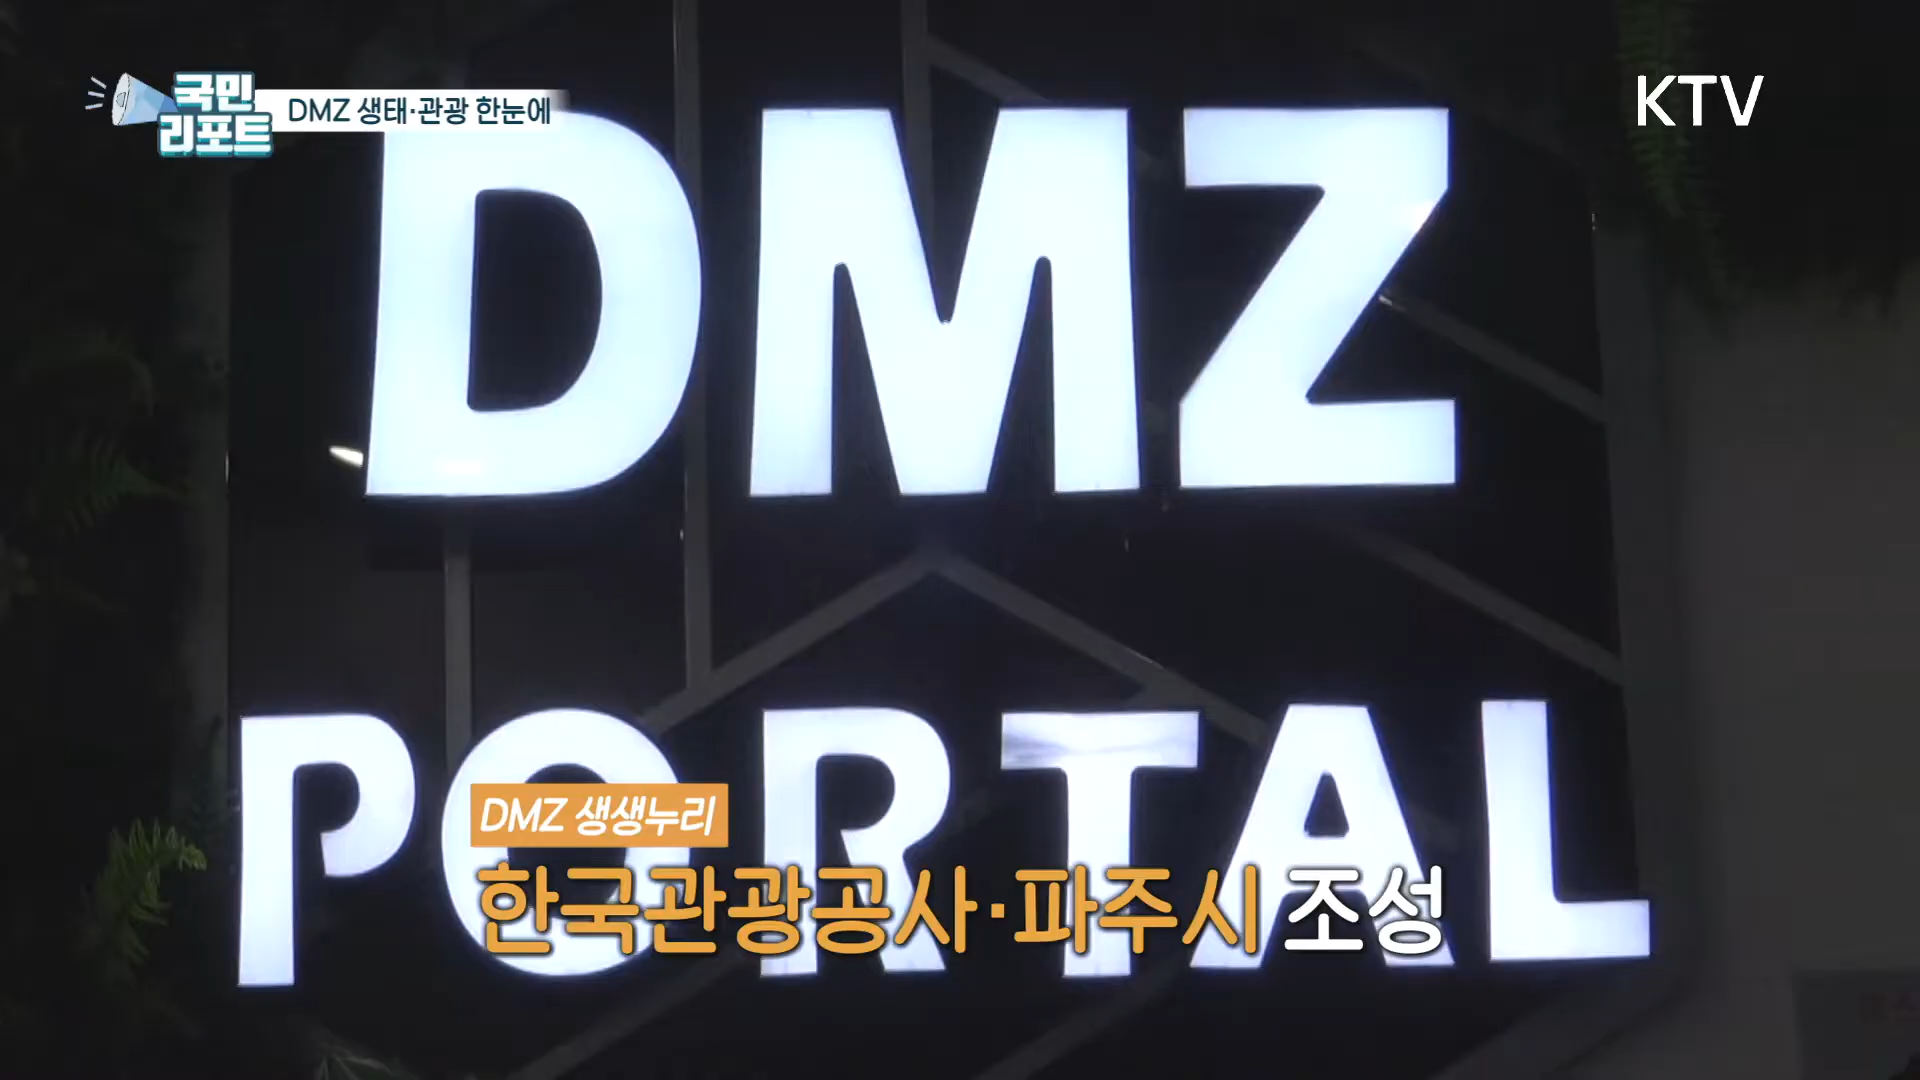 국민
리포트
DMZ 생태·관광 한눈에
KTV
DMZ
PORTAL
DMZ 생생누리
한국관광공사·파주시 조성